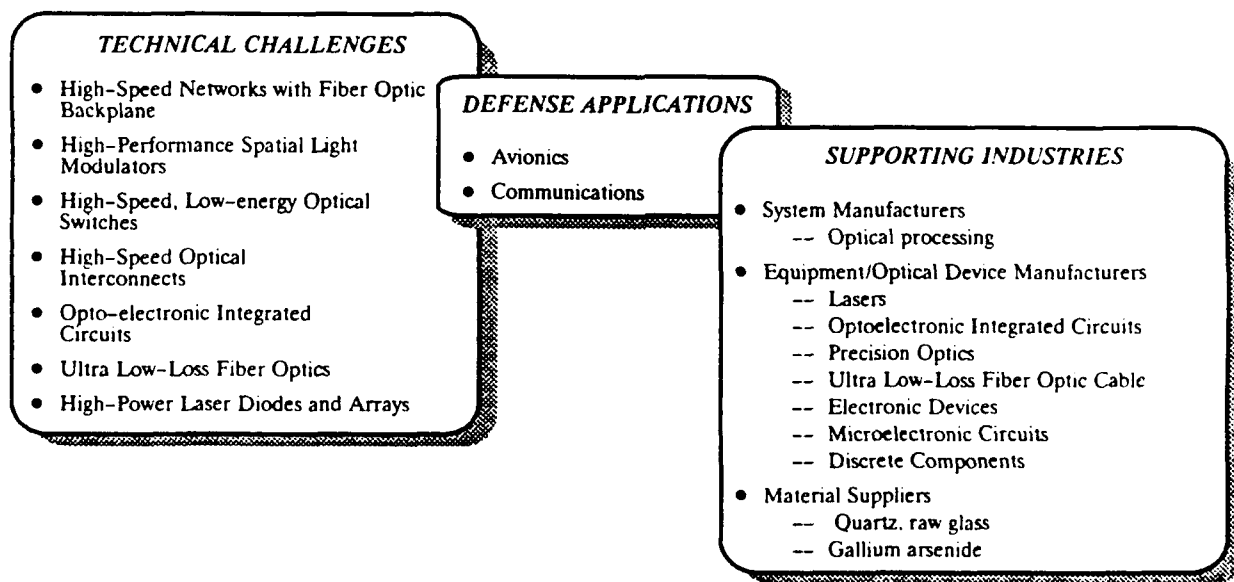 TECHNICAL CHALLENGES
● High-Speed Networks with Fiber Optic
Backplane
● High-Performance Spatial Light
Modulators
● High-Speed, Low-energy Optical
Switches
● High-Speed Optical
Interconnects
● Opto-electronic Integrated
Circuits
● Ultra Low-Loss Fiber Optics
● High-Power Laser Diodes and Arrays
DEFENSE APPLICATIONS
● Avionics
● Communications
SUPPORTING INDUSTRIES
● System Manufacturers
-- Optical processing
● Equipment/Optical Device Manufacturers
-- Lasers
-- Optoelectronic Integrated Circuits
-- Precision Optics
-- Ultra Low-Loss Fiber Optic Cable
-- Electronic Devices
-- Microelectronic Circuits
-- Discrete Components
● Material Suppliers
-- Quartz, raw glass
-- Gallium arsenide